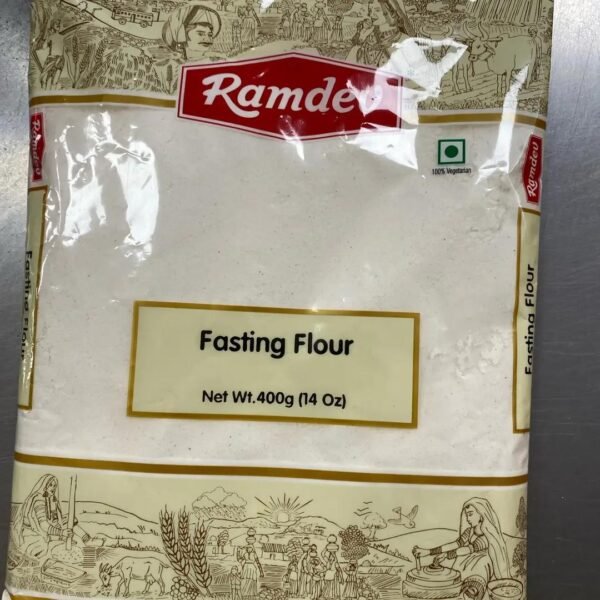 Ramdev
100% Vegetarian
Ramdev
Ramdev
Fasting Flour
Fasting Flour
Fasting Flour
Net Wt.400g (14 Oz)